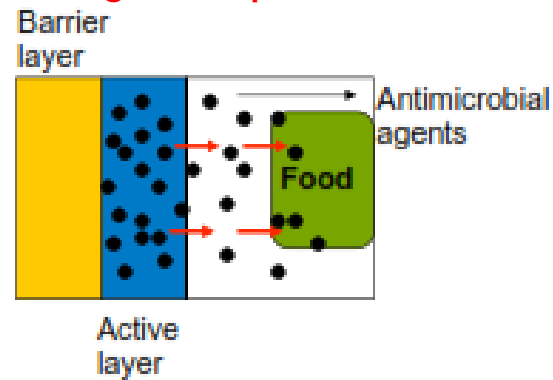 Barrier
layer
Antimicrobial
agents
Food
Active
layer